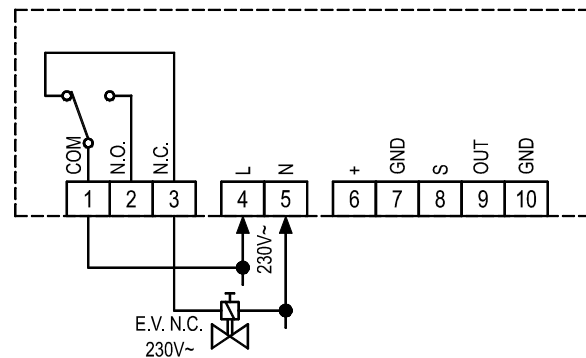 COM
N.O.
N.C.
L
N
+
GND
S
OUT
GND
1 2 3 4 5 6 7 8 9 10
230V~
E.V. N.C.
230V~